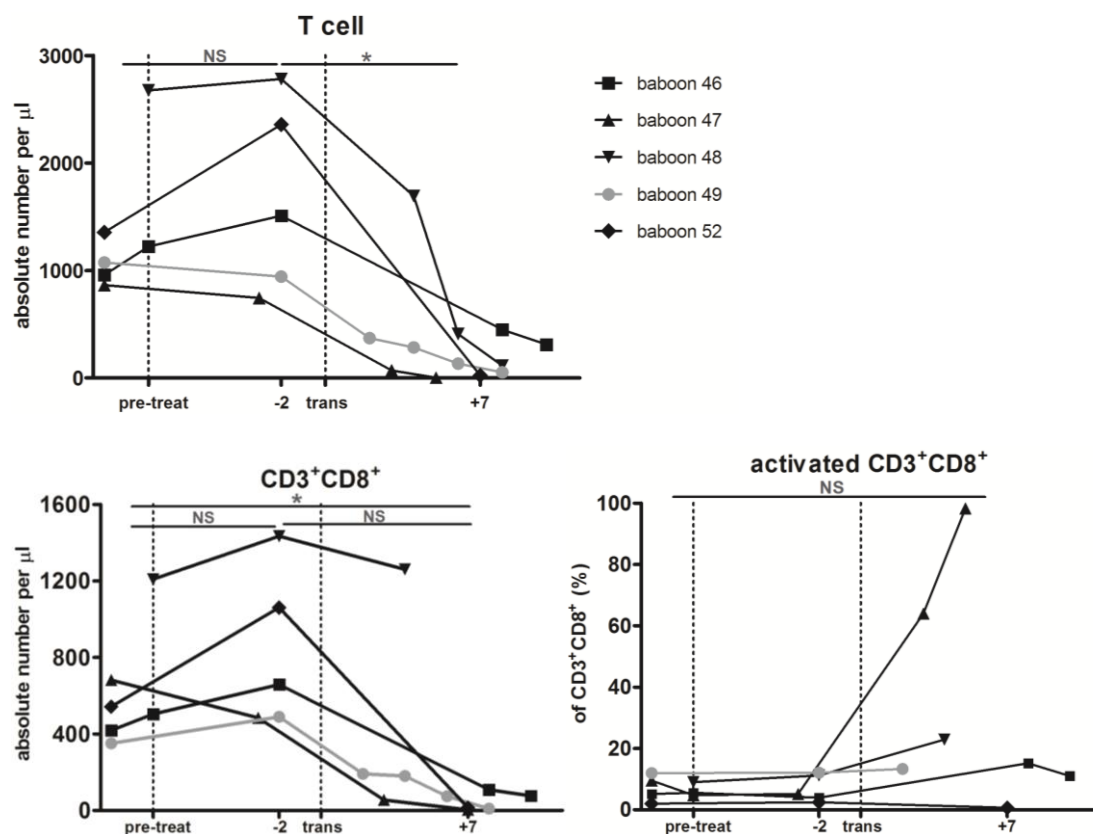 T cell
NS
*
3000
2000
1000
0
absolute number per µl
pre-treat
-2
trans
+7
baboon 46
baboon 47
baboon 48
baboon 49
baboon 52
CD3⁺CD8⁺
*
NS
NS
1600
1200
800
400
0
absolute number per µl
pre-treat
-2
trans
+7
activated CD3⁺CD8⁺
NS
100
80
60
40
20
0
of CD3⁺CD8⁺ (%)
pre-treat
-2
trans
+7